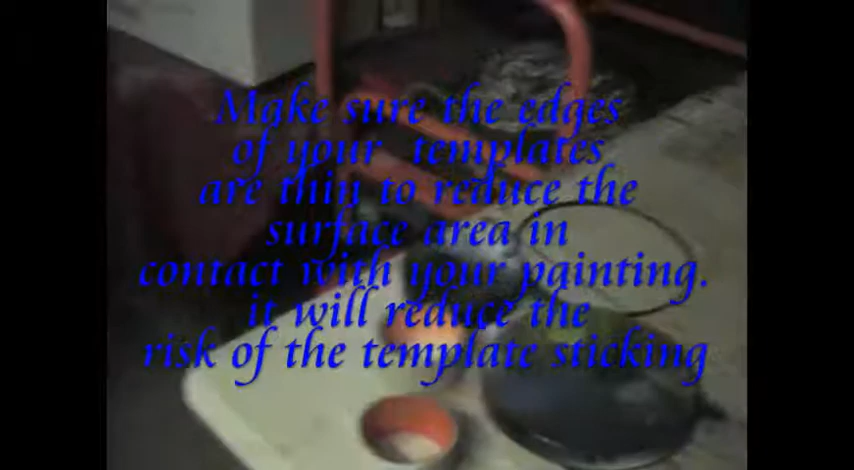 Make sure the edges
of your templates
are thin to reduce the
surface area in
contact with your painting.
it will reduce the
risk of the template sticking